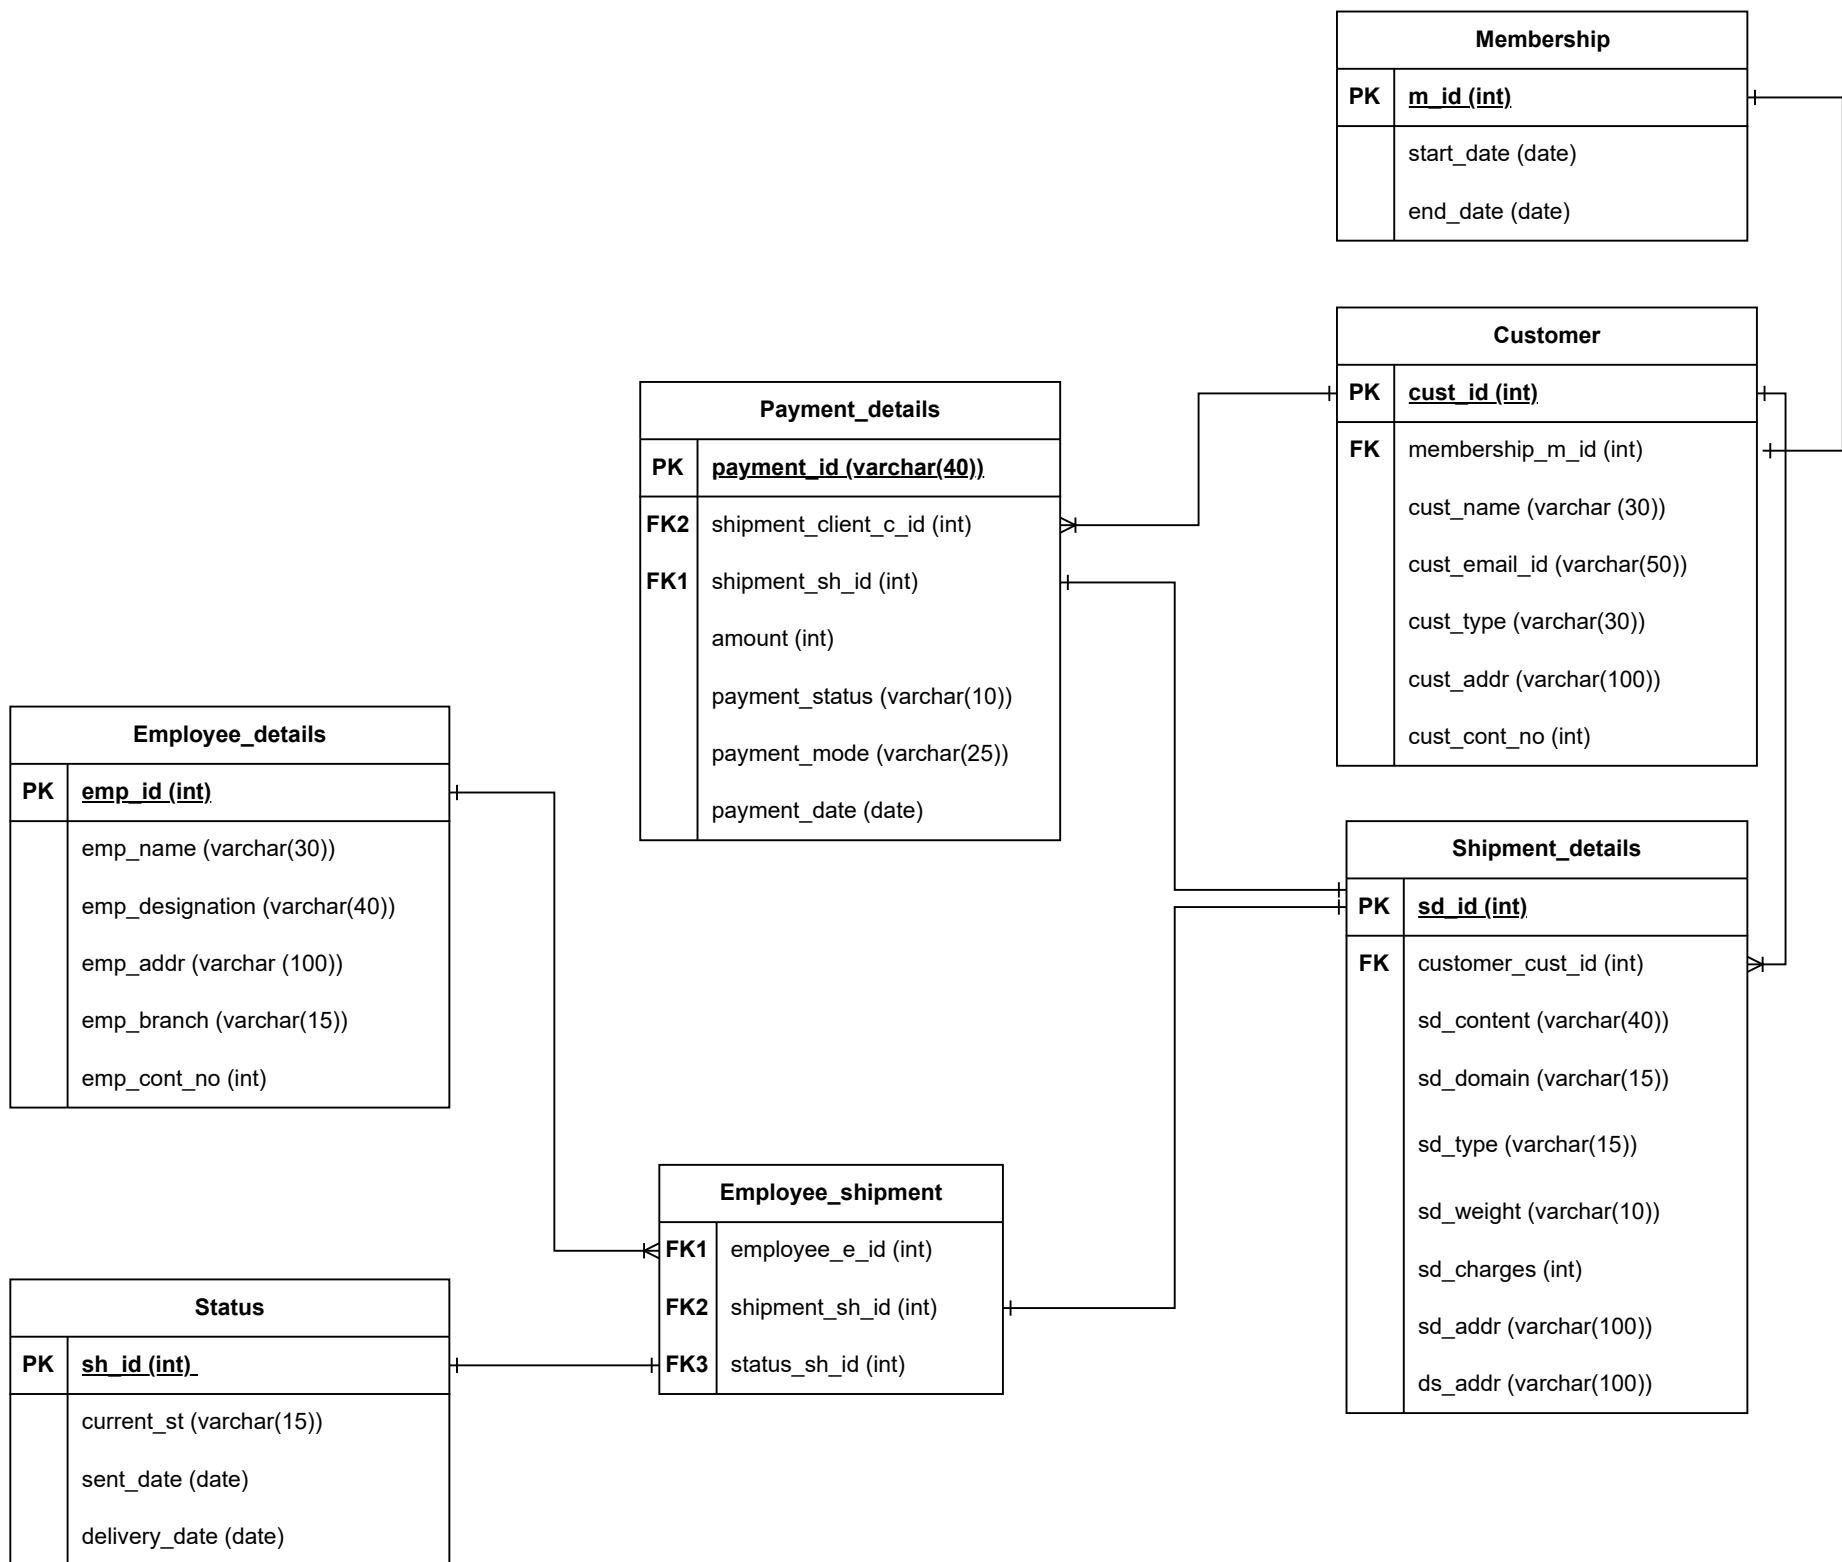 Membership
PK m_id (int)
start_date (date)
end_date (date)
Customer
PK cust_id (int)
FK membership_m_id (int)
cust_name (varchar (30))
cust_email_id (varchar(50))
cust_type (varchar(30))
cust_addr (varchar(100))
cust_cont_no (int)
Payment_details
PK payment_id (varchar(40))
FK2 shipment_client_c_id (int)
FK1 shipment_sh_id (int)
amount (int)
payment_status (varchar(10))
payment_mode (varchar(25))
payment_date (date)
Employee_details
PK emp_id (int)
emp_name (varchar(30))
emp_designation (varchar(40))
emp_addr (varchar (100))
emp_branch (varchar(15))
emp_cont_no (int)
Shipment_details
PK sd_id (int)
FK customer_cust_id (int)
sd_content (varchar(40))
sd_domain (varchar(15))
sd_type (varchar(15))
sd_weight (varchar(10))
sd_charges (int)
sd_addr (varchar(100))
ds_addr (varchar(100))
Employee_shipment
FK1 employee_e_id (int)
FK2 shipment_sh_id (int)
FK3 status_sh_id (int)
Status
PK sh_id (int)
current_st (varchar(15))
sent_date (date)
delivery_date (date)